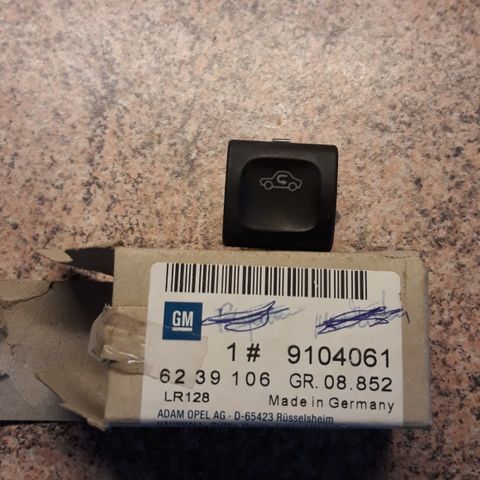 GM
1# 9104061
62 39 106 GR. 08.852
LR128 Made in Germany
ADAM OPEL AG · D-65423 Rüsselsheim